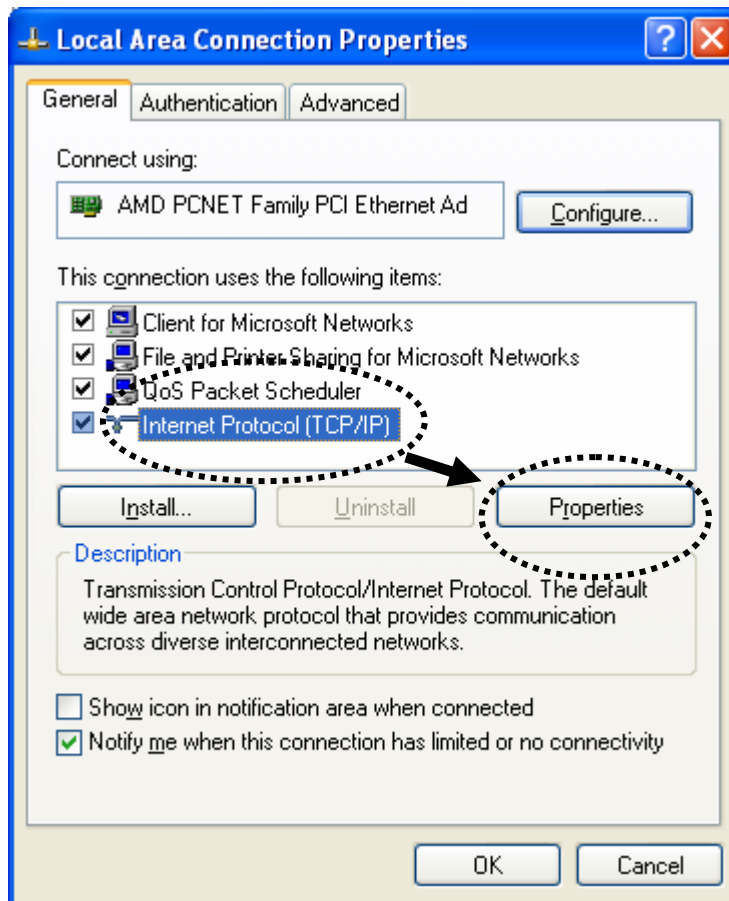 Local Area Connection Properties
General Authentication Advanced
Connect using:
AMD PCNET Family PCI Ethernet Ad
Configure...
This connection uses the following items:
Client for Microsoft Networks
File and Printer Sharing for Microsoft Networks
QoS Packet Scheduler
Internet Protocol (TCP/IP)
Install... Uninstall Properties
Description
Transmission Control Protocol/Internet Protocol. The default
wide area network protocol that provides communication
across diverse interconnected networks.
Show icon in notification area when connected
Notify me when this connection has limited or no connectivity
OK Cancel